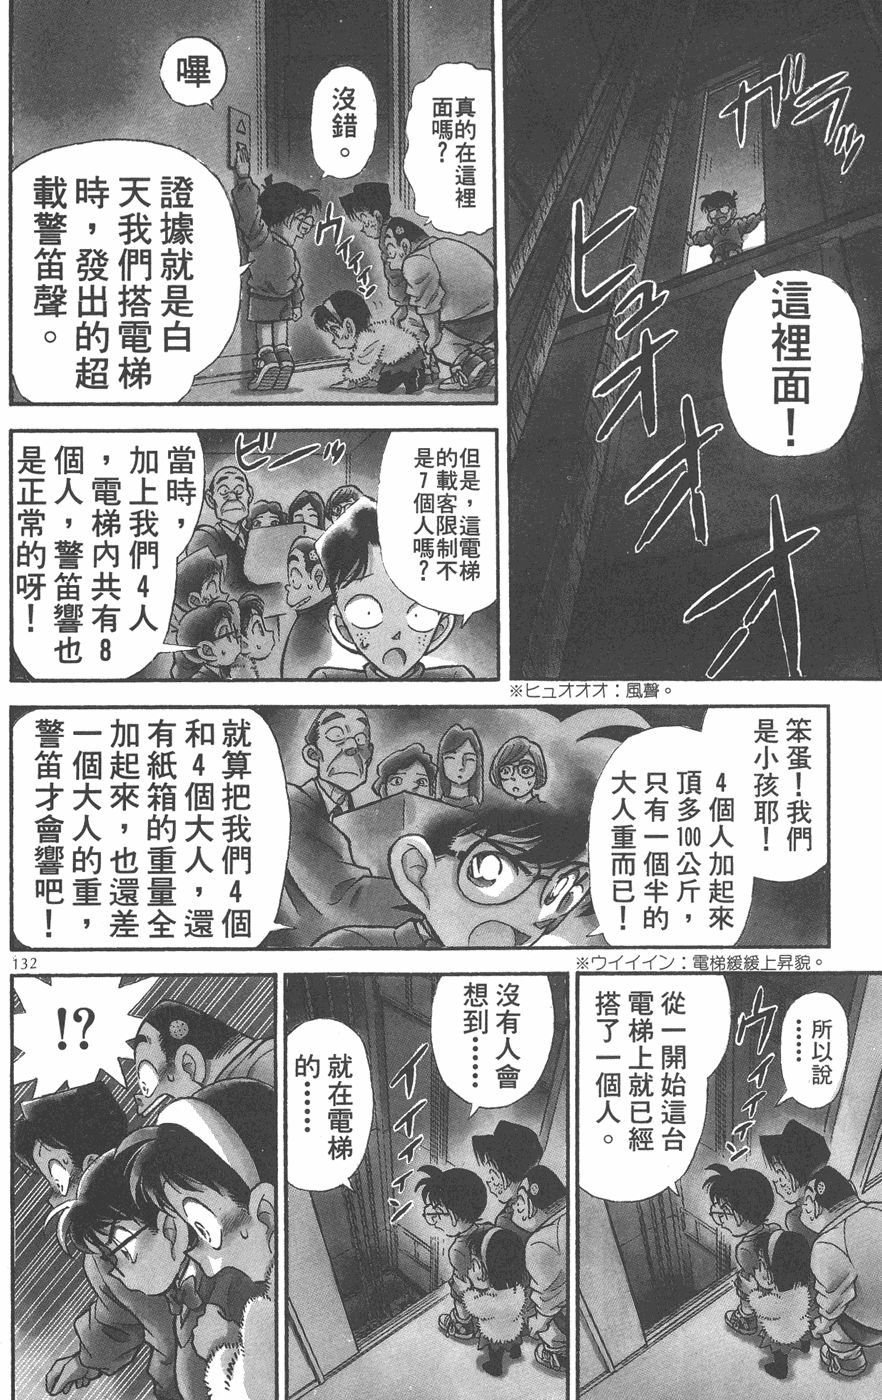 ガラ
這裡面！
ヒュオオオ
※ヒュオオオ：風聲。
真的在這裡
面嗎？
沒錯。
嗶
ウィイイン
證據就是白
天我們搭電梯
時，發出的超
載警笛聲。
但是，這電梯
的載客限制不
是7個人嗎？
ビーー
當時，
加上我們4人
，電梯內共有8
個人，警笛響也
是正常的呀！
笨蛋！我們
是小孩耶！
4個人加起來
頂多100公斤，
只有一個半的
大人重而已！
就算把我們4個
和4個大人，還
有紙箱的重量全
加起來，也還差
一個大人的重，
警笛才會響吧！
132
※ウイイイン：電梯緩緩上昇貌。
所以說
……
ウイイイン
從一開始這台
電梯上就已經
搭了一個人。
沒有人會
想到……
イイイン
就在電梯
的……
!?